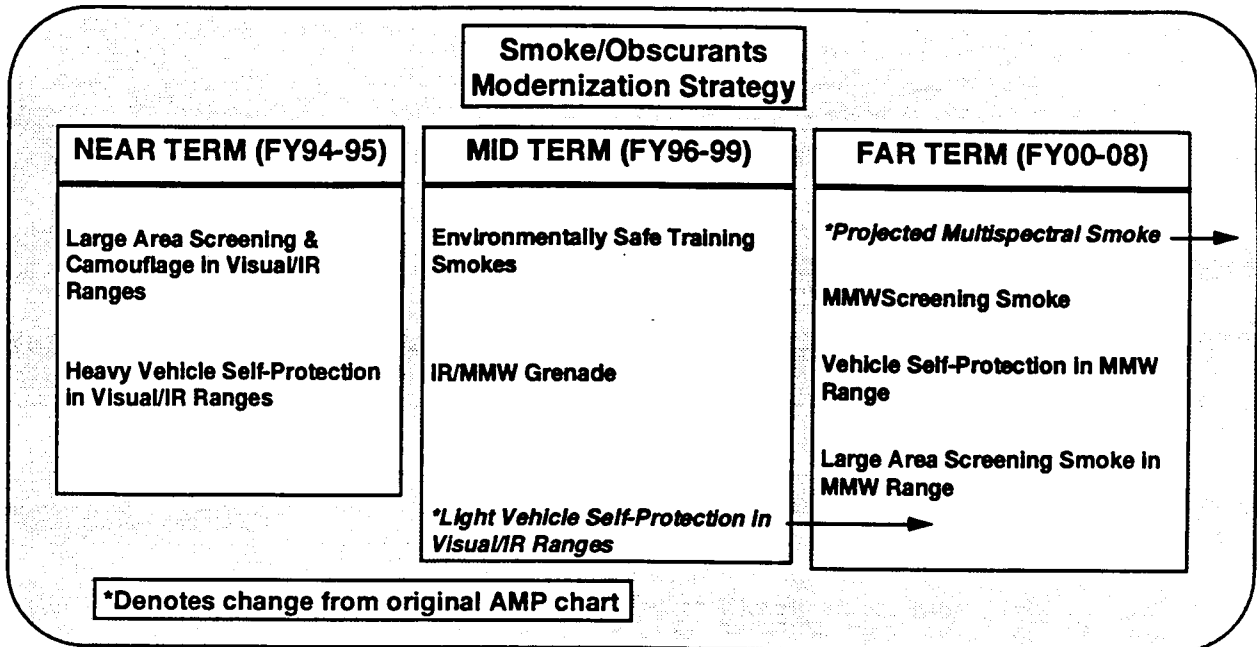 Smoke/Obscurants
Modernization Strategy
NEAR TERM (FY94-95)
Large Area Screening &
Camouflage in Visual/IR
Ranges
Heavy Vehicle Self-Protection
in Visual/IR Ranges
MID TERM (FY96-99)
Environmentally Safe Training
Smokes
IR/MMW Grenade
*Light Vehicle Self-Protection in
Visual/IR Ranges
FAR TERM (FY00-08)
*Projected Multispectral Smoke
MMWScreening Smoke
Vehicle Self-Protection in MMW
Range
Large Area Screening Smoke in
MMW Range
*Denotes change from original AMP chart